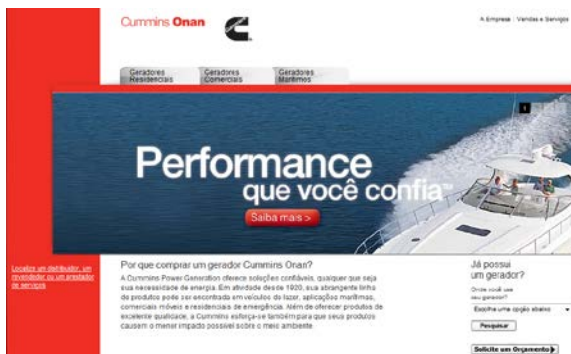 Cummins Onan
A Empresa | Vendas e Serviços
Geradores
Residenciais
Geradores
Comerciais
Geradores
Marítimos
1
Performance
que você confia™
Saiba mais >
Localize um distribuidor, um
revendedor ou um prestador
de serviços
Por que comprar um gerador Cummins Onan?
A Cummins Power Generation oferece soluções confiáveis, qualquer que seja
sua necessidade de energia. Em atividade desde 1920, sua abrangente linha
de produtos pode ser encontrada em veículos de lazer, aplicações marítimas,
comerciais móveis e residenciais de emergência. Além de oferecer produtos de
excelente qualidade, a Cummins esforça-se também para que seus produtos
causem o menor impacto possível sobre o meio ambiente
Já possui
um gerador?
Onde você usa
seu gerador?
Escolha uma opção abaixo
Pesquisar
Solicite um Orçamento